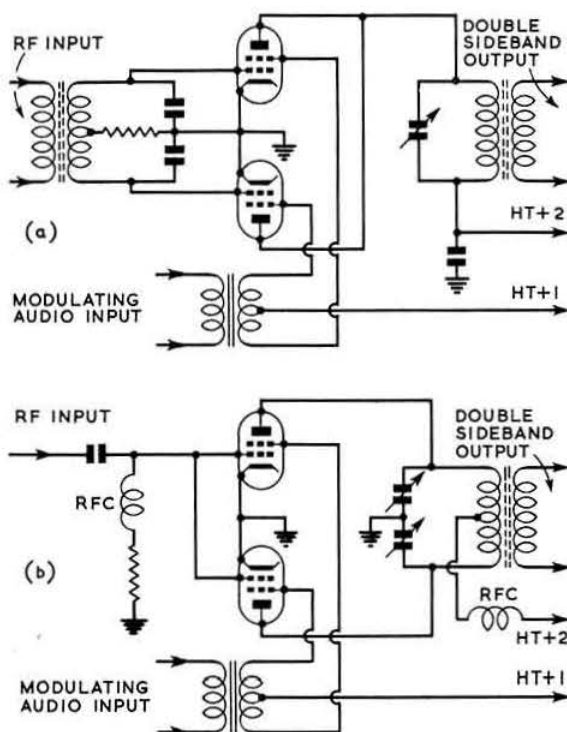 RF INPUT
DOUBLE
SIDEBAND
OUTPUT
HT+2
(a)
MODULATING
AUDIO INPUT
HT+1
RF INPUT
DOUBLE
SIDEBAND
OUTPUT
RFC
(b)
RFC
HT+2
MODULATING
AUDIO INPUT
HT+1